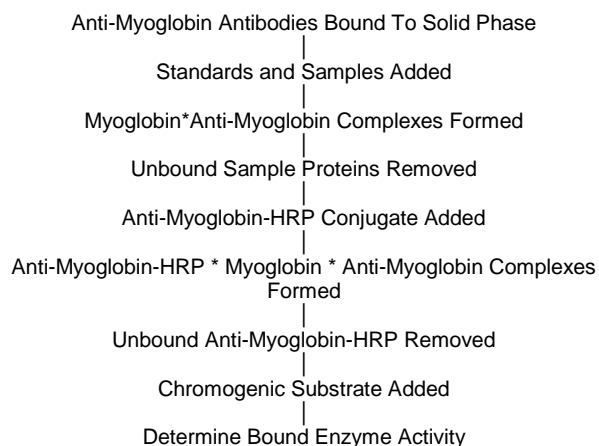 Anti-Myoglobin Antibodies Bound To Solid Phase
Standards and Samples Added
Myoglobin*Anti-Myoglobin Complexes Formed
Unbound Sample Proteins Removed
Anti-Myoglobin-HRP Conjugate Added
Anti-Myoglobin-HRP * Myoglobin * Anti-Myoglobin Complexes
Formed
Unbound Anti-Myoglobin-HRP Removed
Chromogenic Substrate Added
Determine Bound Enzyme Activity